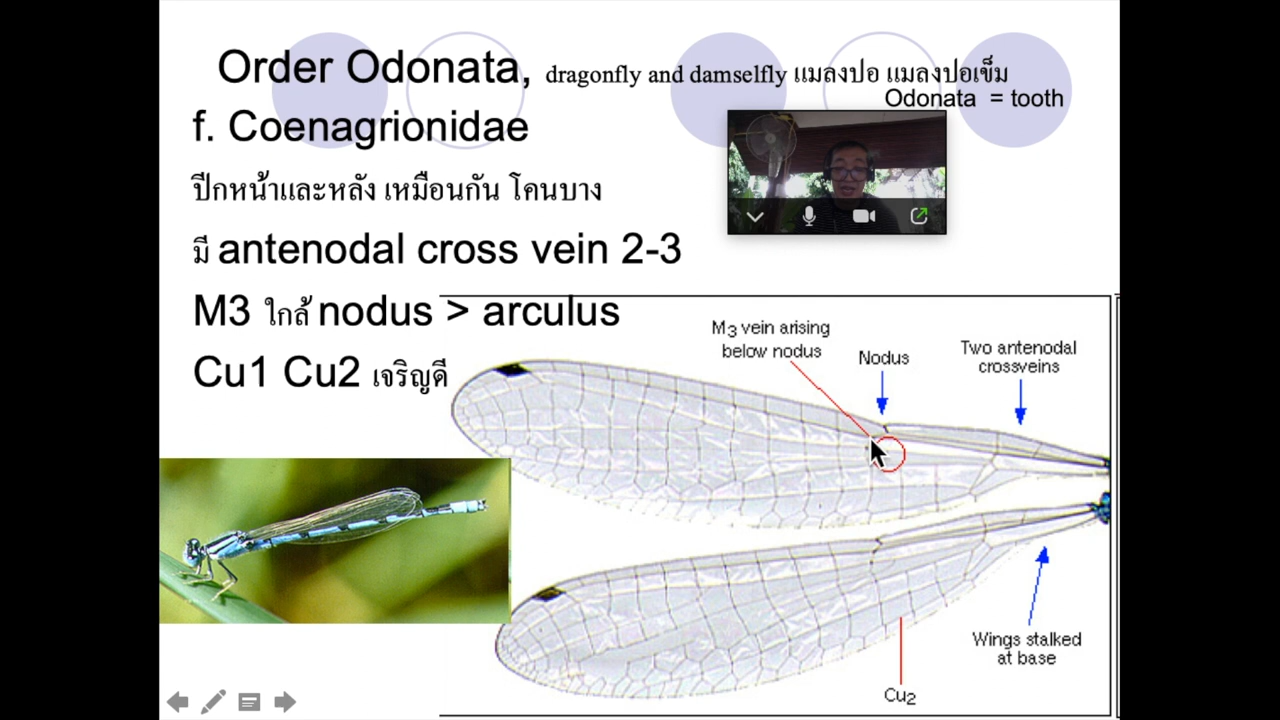 Order Odonata, dragonfly and damselfly แมลงปอ แมลงปอเข็ม
Odonata = tooth
f. Coenagrionidae
ปีกหน้าและหลัง เหมือนกัน โคนบาง
มี antenodal cross vein 2-3
M3 ใกล้ nodus > arculus
Cu1 Cu2 เจริญดี
M3 vein arising
below nodus
Nodus
Two antenodal
crossveins
Wings stalked
at base
Cu2